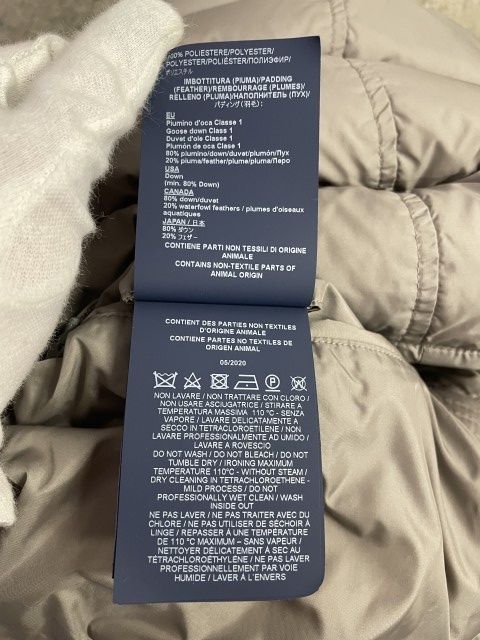 100% POLIESTERE/POLYESTER/
POLYESTER/POLIÉSTER/ПОЛИЭФИР/
ポリエステル
IMBOTTITURA (PIUMA)/PADDING
(FEATHER)/REMBOURRAGE (PLUMES)/
RELLENO (PLUMA)/НАПОЛНИТЕЛЬ (ПУХ)/
パディング(羽毛):
EU
Piumino d'oca Classe 1
Goose down Class 1
Duvet d'oie Classe 1
Plumón de oca Class 1
80% piumino/down/duvet/plumón/Пух
20% piuma/feather/plume/pluma/Перо
USA
Down
(min. 80% Down)
CANADA
80% down/duvet
20% waterfowl feathers / plumes d'oiseaux
aquatiques
JAPAN / 日本
80% ダウン
20% フェザー
CONTIENE PARTI NON TESSILI DI ORIGINE
ANIMALE
CONTAINS NON-TEXTILE PARTS OF
ANIMAL ORIGIN
CONTIENT DES PARTIES NON TEXTILES
D'ORIGINE ANIMALE
CONTIENE PARTES NO TEXTILES DE
ORIGEN ANIMAL
05/2020
NON LAVARE / NON TRATTARE CON CLORO /
NON USARE ASCIUGATRICE / STIRARE A
TEMPERATURA MASSIMA 110 °C - SENZA
VAPORE / LAVARE DELICATAMENTE A
SECCO IN TETRACLOROETILENE / NON
LAVARE PROFESSIONALMENTE AD UMIDO /
LAVARE A ROVESCIO
DO NOT WASH / DO NOT BLEACH / DO NOT
TUMBLE DRY / IRONING MAXIMUM
TEMPERATURE 110°C - WITHOUT STEAM /
DRY CLEANING IN TETRACHLOROETHENE -
MILD PROCESS / DO NOT
PROFESSIONALLY WET CLEAN / WASH
INSIDE OUT
NE PAS LAVER / NE PAS TRAITER AVEC DU
CHLORE / NE PAS UTILISER DE SÉCHOIR À
LINGE / REPASSER À UNE TEMPÉRATURE
DE 110 °C MAXIMUM – SANS VAPEUR /
NETTOYER DÉLICATEMENT À SEC AU
TÉTRACHLOROÉTHYLÈNE / NE PAS LAVER
PROFESSIONNELLEMENT PAR VOIE
HUMIDE / LAVER À L'ENVERS